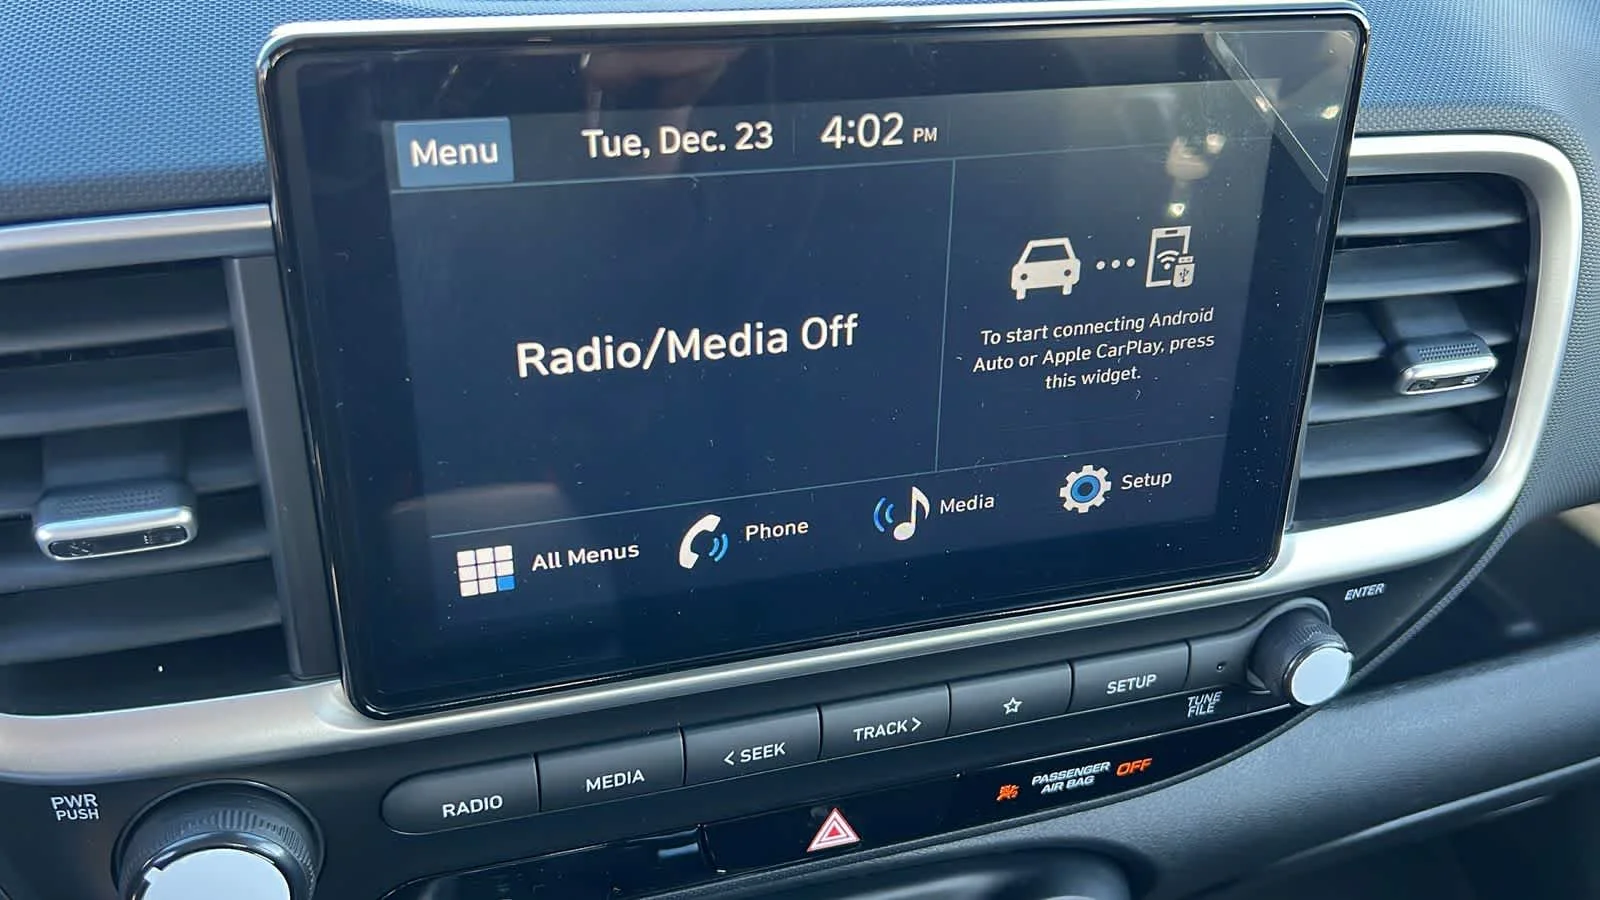 Menu
Tue, Dec. 23
4:02 PM
Radio/Media Off
To start connecting Android
Auto or Apple CarPlay, press
this widget.
All Menus
Phone
Media
Setup
ENTER
PWR
PUSH
RADIO
MEDIA
< SEEK
TRACK >
SETUP
TUNE
FILE
PASSENGER
AIR BAG
OFF